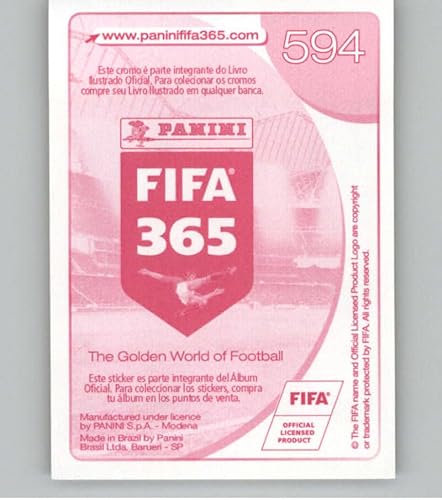 www.paninififa365.com
594
Este cromo é parte integrante do Livro
Ilustrado Oficial. Para colecionar os cromos
compre seu Livro Ilustrado em qualquer banca.
PANINI
FIFA®
365
The Golden World of Football
Este sticker es parte integrante del Álbum
Oficial. Para coleccionar los stickers, compra
tu álbum en los puntos de venta.
Manufactured under licence
by PANINI S.p.A. - Modena
Made in Brazil by Panini
Brasil Ltda. Barueri - SP
FIFA®
OFFICIAL
LICENSED
PRODUCT
© The FIFA name and Official Licensed Product Logo are copyright
or trademark protected by FIFA. All rights reserved.